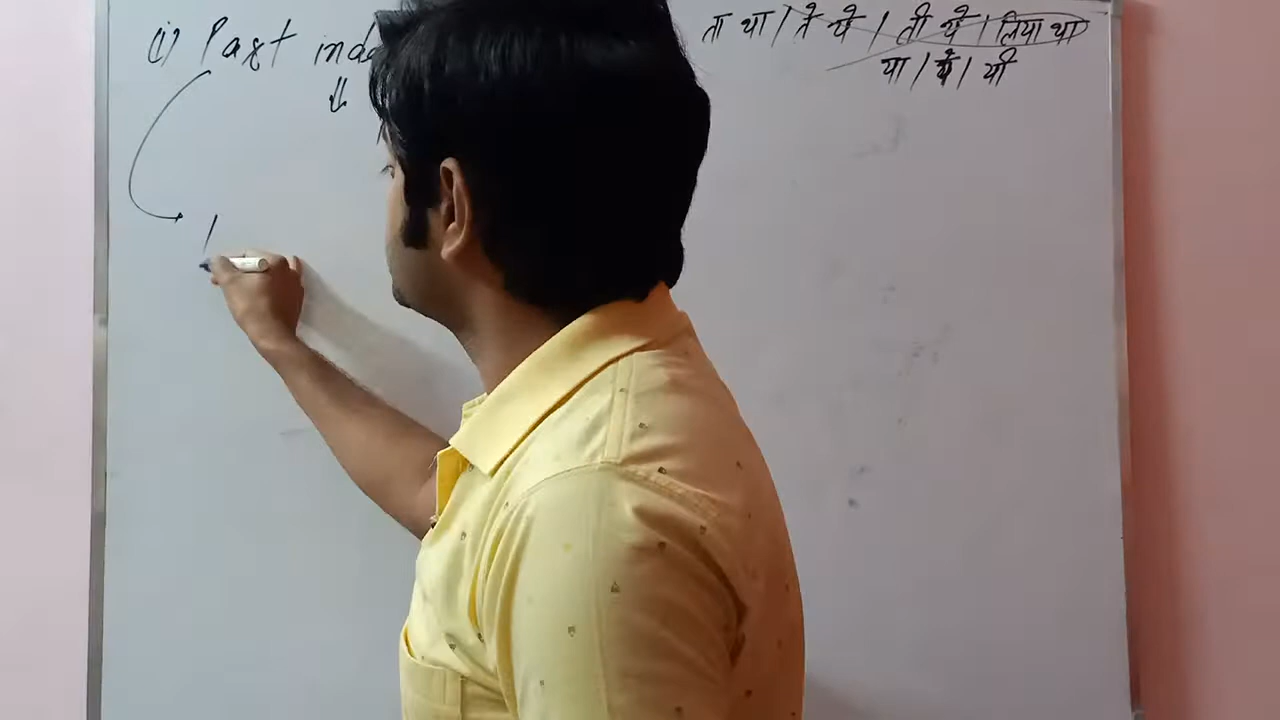 (i) Past inde
ता था / ते थे / ती थे / लिया था
था / थे / थी